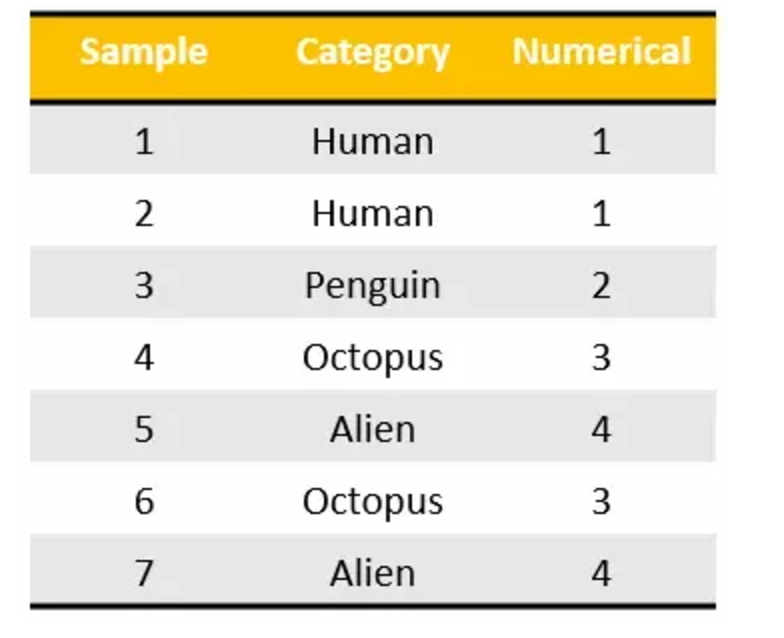 Sample Category Numerical
1 Human 1
2 Human 1
3 Penguin 2
4 Octopus 3
5 Alien 4
6 Octopus 3
7 Alien 4